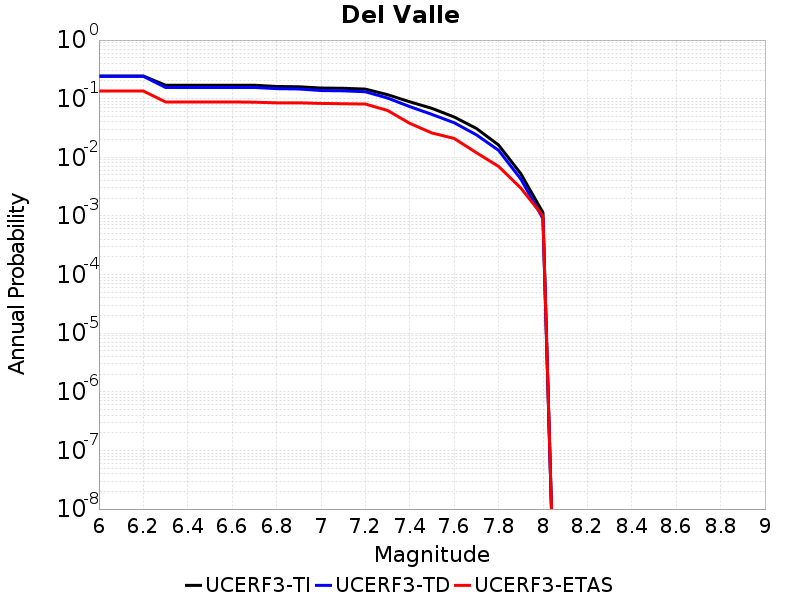 Del Valle
10^0
10^-1
10^-2
10^-3
10^-4
10^-5
10^-6
10^-7
10^-8
Annual Probability
6 6.2 6.4 6.6 6.8 7 7.2 7.4 7.6 7.8 8 8.2 8.4 8.6 8.8 9
Magnitude
UCERF3-TI UCERF3-TD UCERF3-ETAS